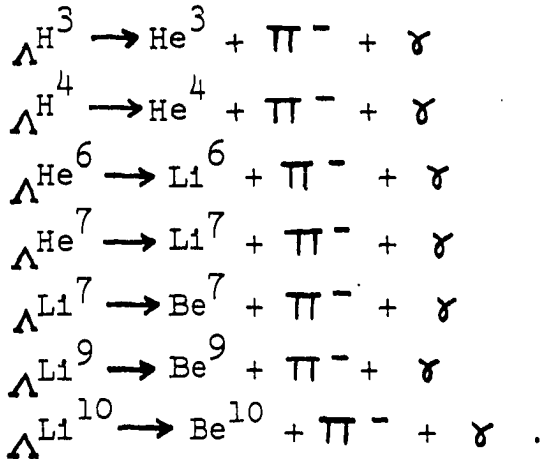 ΛH³ → He³ + π⁻ + γ
ΛH⁴ → He⁴ + π⁻ + γ
ΛHe⁶ → Li⁶ + π⁻ + γ
ΛHe⁷ → Li⁷ + π⁻ + γ
ΛLi⁷ → Be⁷ + π⁻ + γ
ΛLi⁹ → Be⁹ + π⁻ + γ
ΛLi¹⁰ → Be¹⁰ + π⁻ + γ .